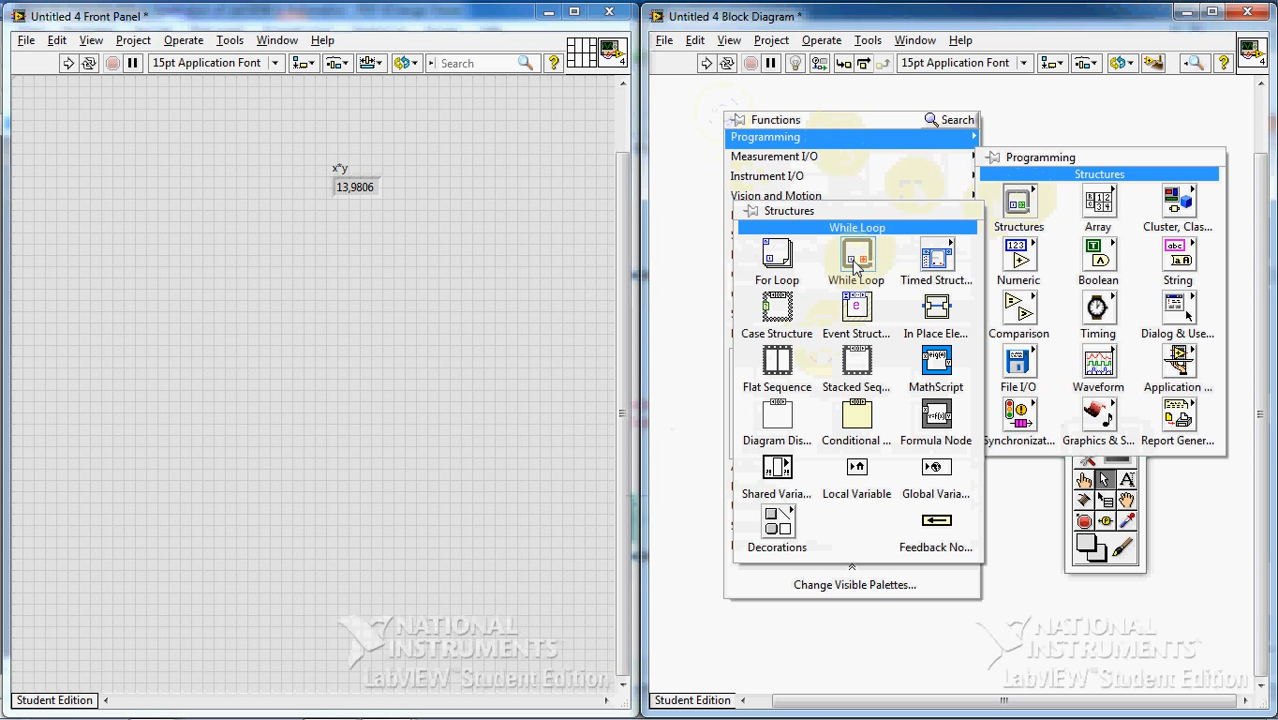 Untitled 4 Front Panel *
File Edit View Project Operate Tools Window Help
15pt Application Font
Search
?
4
x*y
13,9806
NATIONAL
INSTRUMENTS
LabVIEW™ Student Edition
Student Edition
Untitled 4 Block Diagram *
File Edit View Project Operate Tools Window Help
15pt Application Font
?
4
Functions
Search
Programming
Measurement I/O
Instrument I/O
Vision and Motion
Structures
While Loop
For Loop
While Loop
Timed Struct...
Case Structure
Event Struct...
In Place Ele...
Flat Sequence
Stacked Seq...
MathScript
Diagram Dis...
Conditional ...
Formula Node
Shared Varia...
Local Variable
Global Varia...
Decorations
Feedback No...
Change Visible Palettes...
Programming
Structures
Structures
Array
Cluster, Clas...
Numeric
Boolean
String
Comparison
Timing
Dialog & Use...
File I/O
Waveform
Application ...
Synchronizat...
Graphics & S...
Report Gener...
NATIONAL
INSTRUMENTS
LabVIEW™ Student Edition
Student Edition